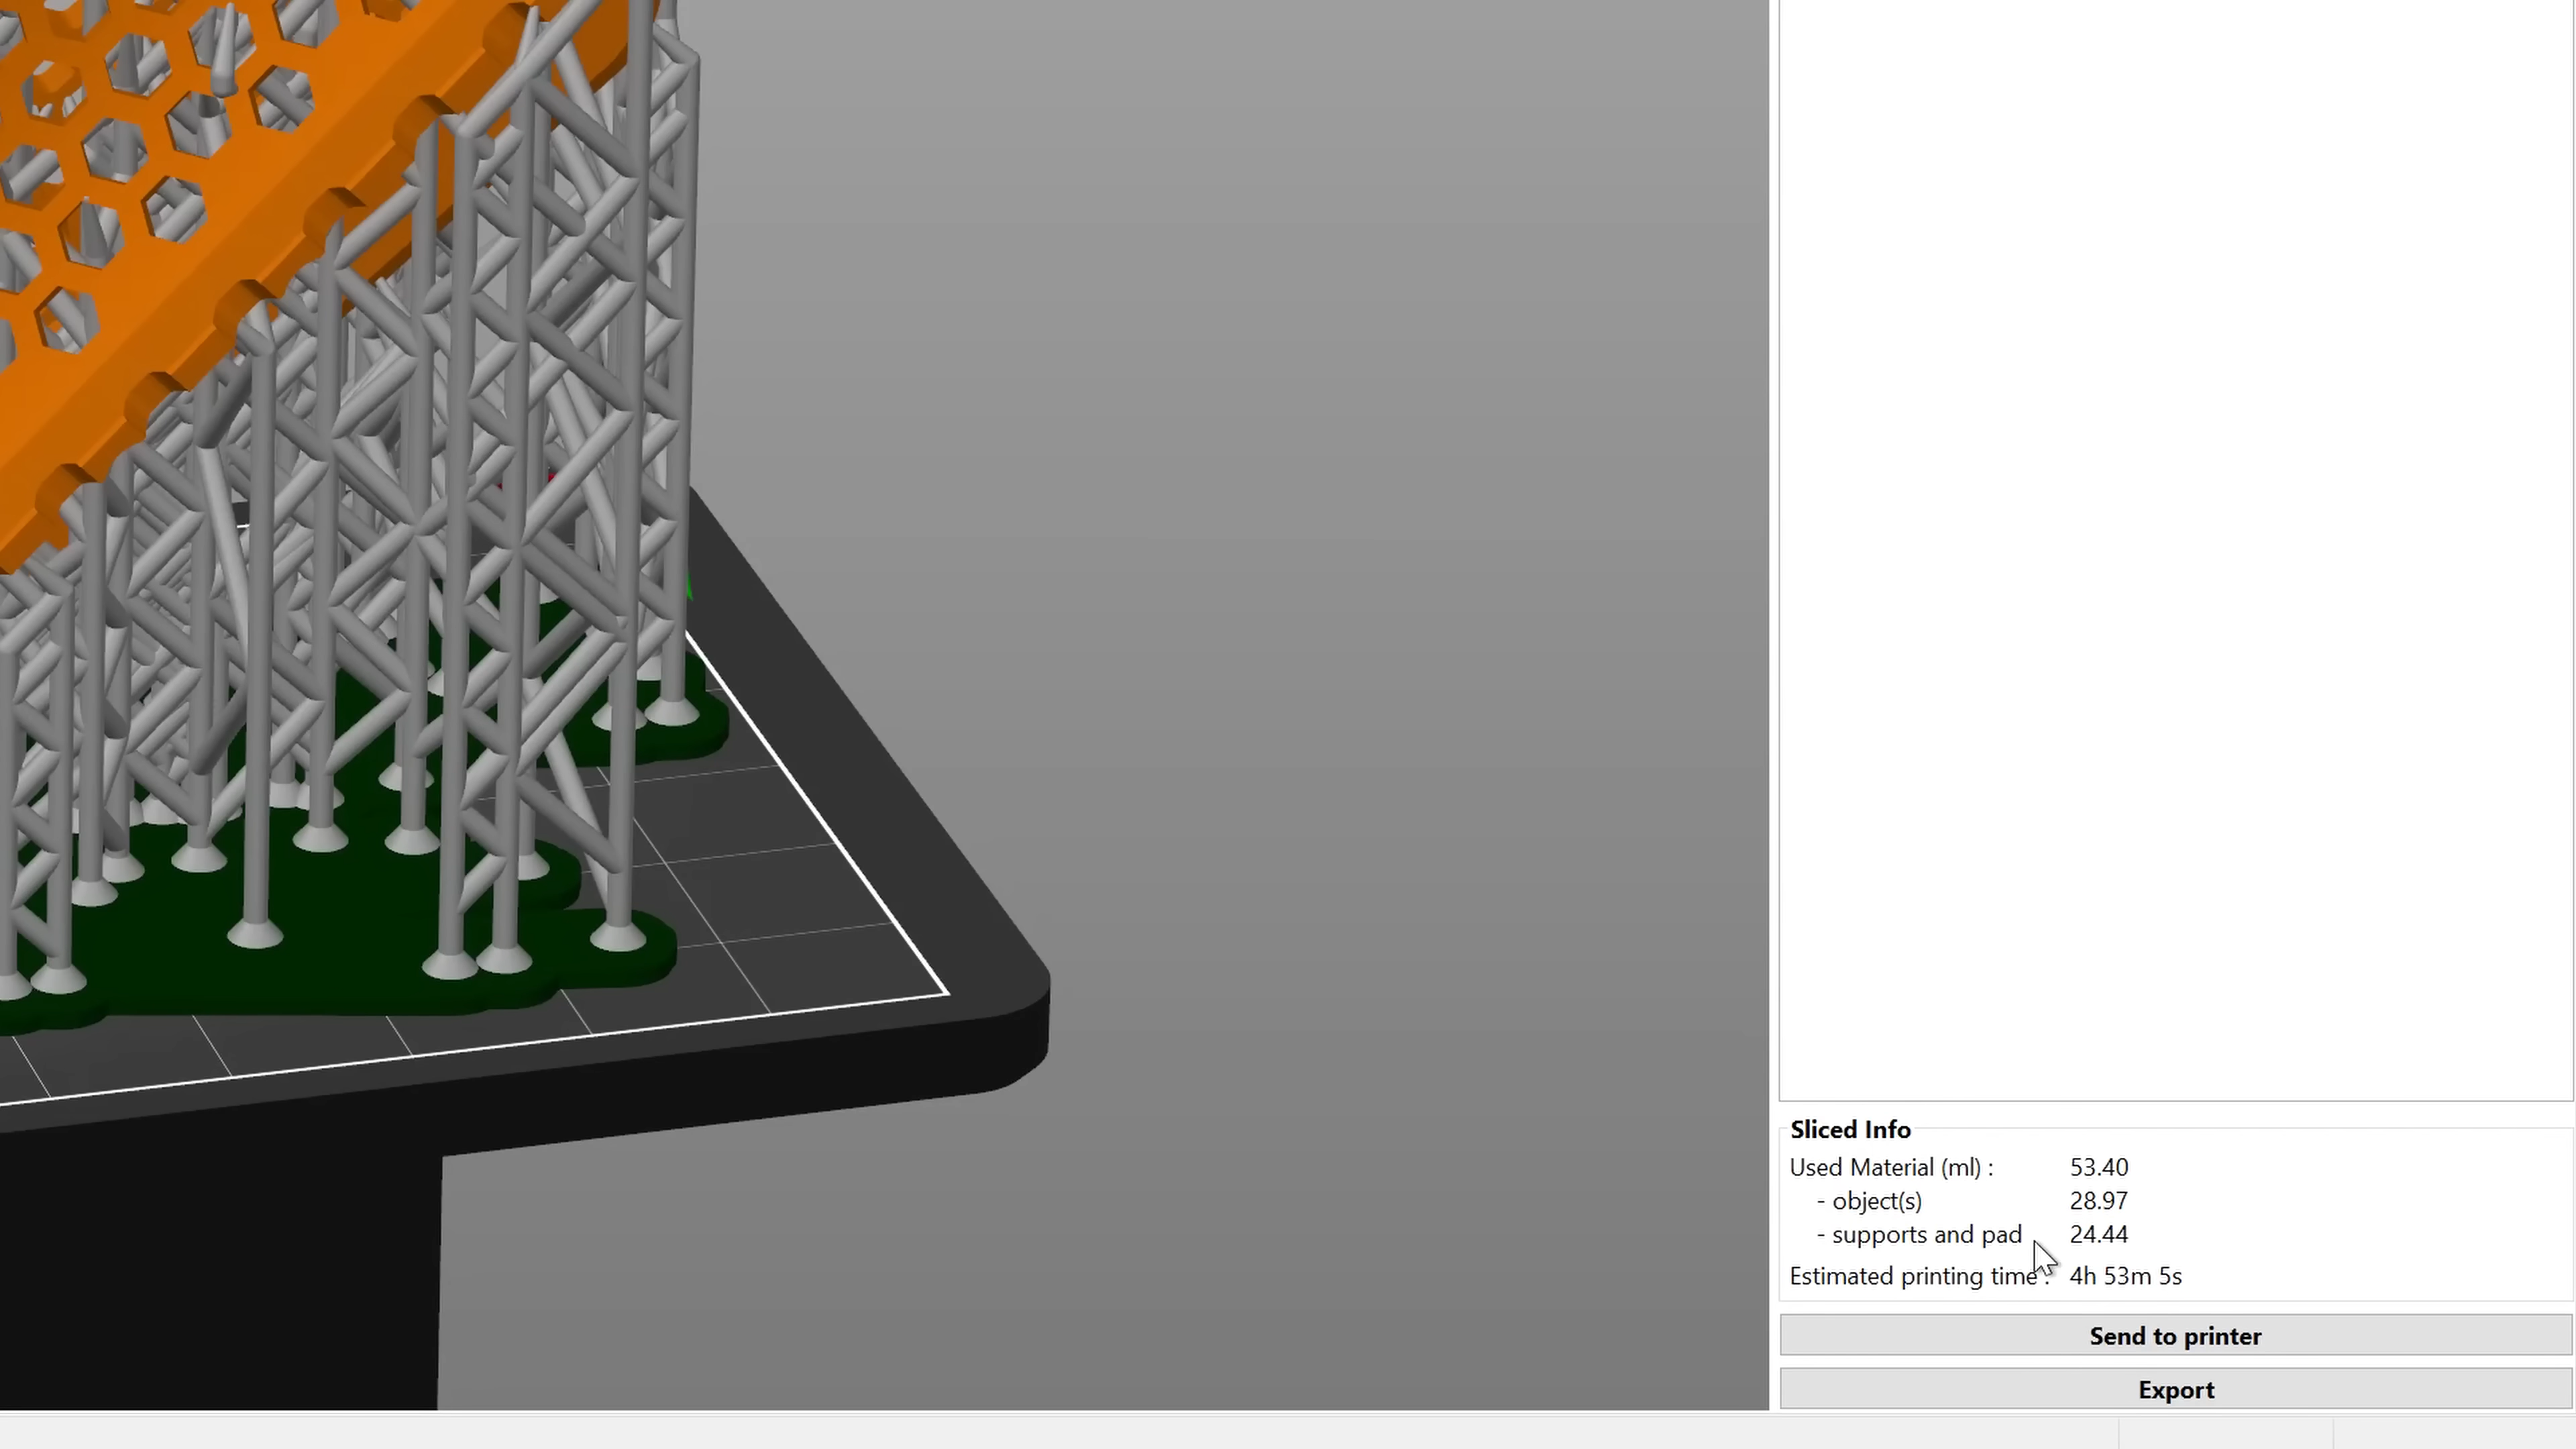 Sliced Info
Used Material (ml) : 53.40
- object(s) 28.97
- supports and pad 24.44
Estimated printing time : 4h 53m 5s
Send to printer
Export